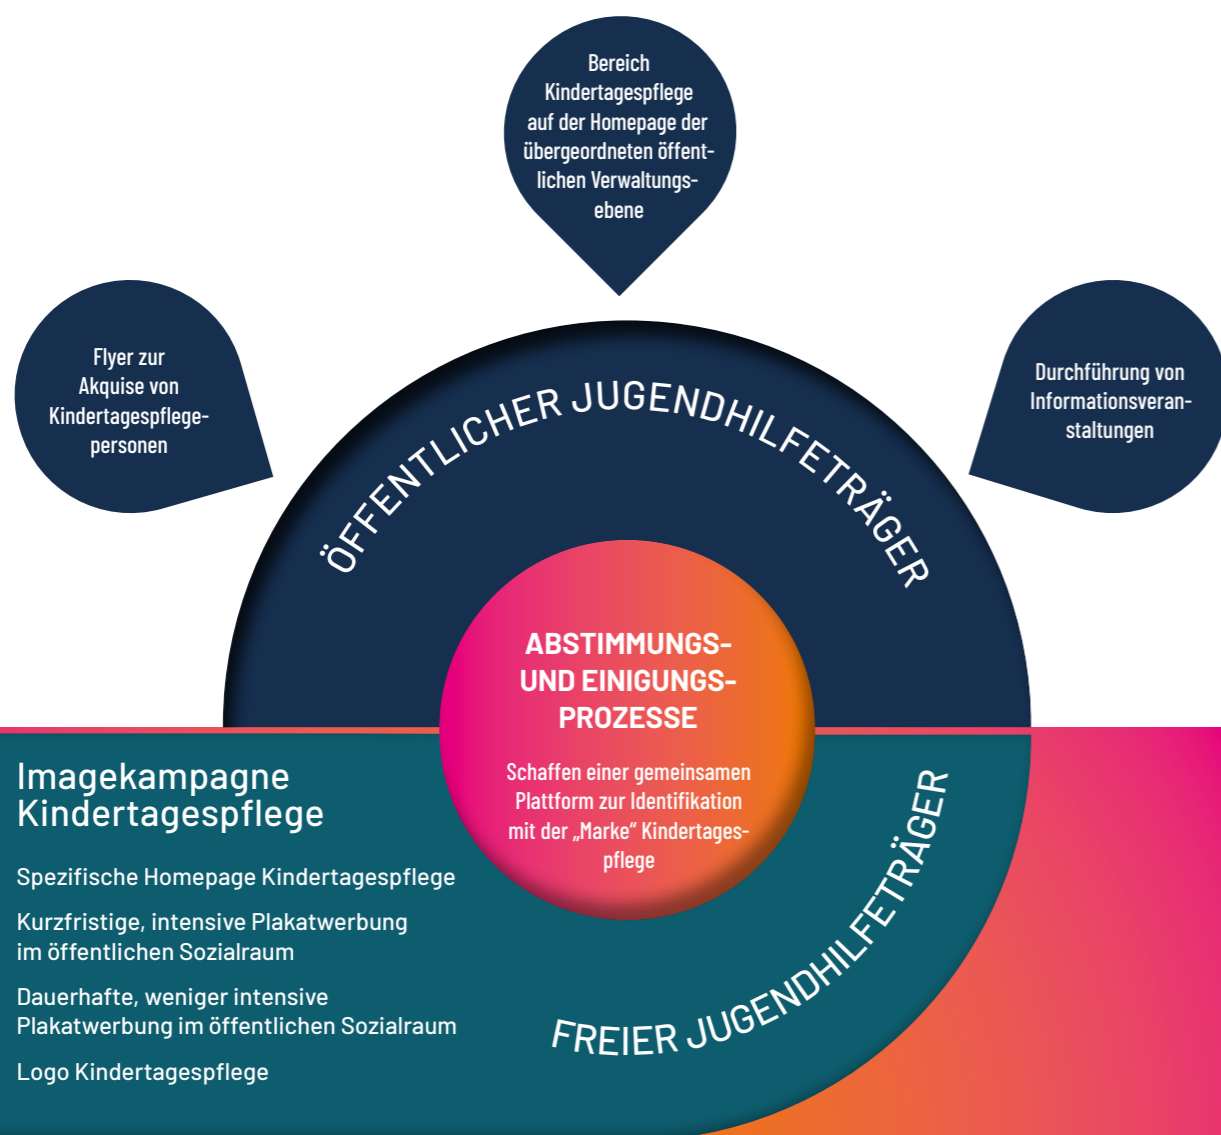 Bereich
Kindertagespflege
auf der Homepage der
übergeordneten öffent-
lichen Verwaltungs-
ebene
Flyer zur
Akquise von
Kindertagespflege-
personen
Durchführung von
Informationsveran-
staltungen
ÖFFENTLICHER JUGENDHILFETRÄGER
ABSTIMMUNGS-
UND EINIGUNGS-
PROZESSE
Schaffen einer gemeinsamen
Plattform zur Identifikation
mit der „Marke“ Kindertages-
pflege
Imagekampagne
Kindertagespflege
Spezifische Homepage Kindertagespflege
Kurzfristige, intensive Plakatwerbung
im öffentlichen Sozialraum
Dauerhafte, weniger intensive
Plakatwerbung im öffentlichen Sozialraum
Logo Kindertagespflege
FREIER JUGENDHILFETRÄGER